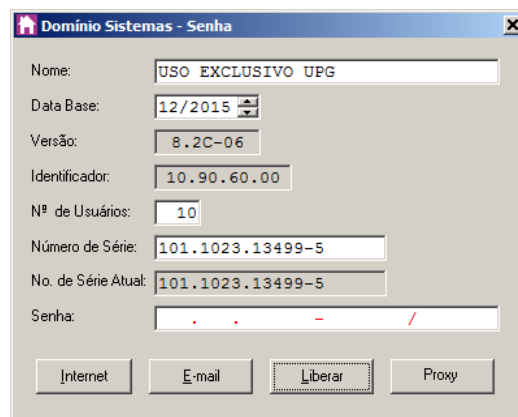 Domínio Sistemas - Senha
Nome: USO EXCLUSIVO UPG
Data Base: 12/2015
Versão: 8.2C-06
Identificador: 10.90.60.00
Nº de Usuários: 10
Número de Série: 101.1023.13499-5
No. de Série Atual: 101.1023.13499-5
Senha: . . - /
Internet E-mail Liberar Proxy